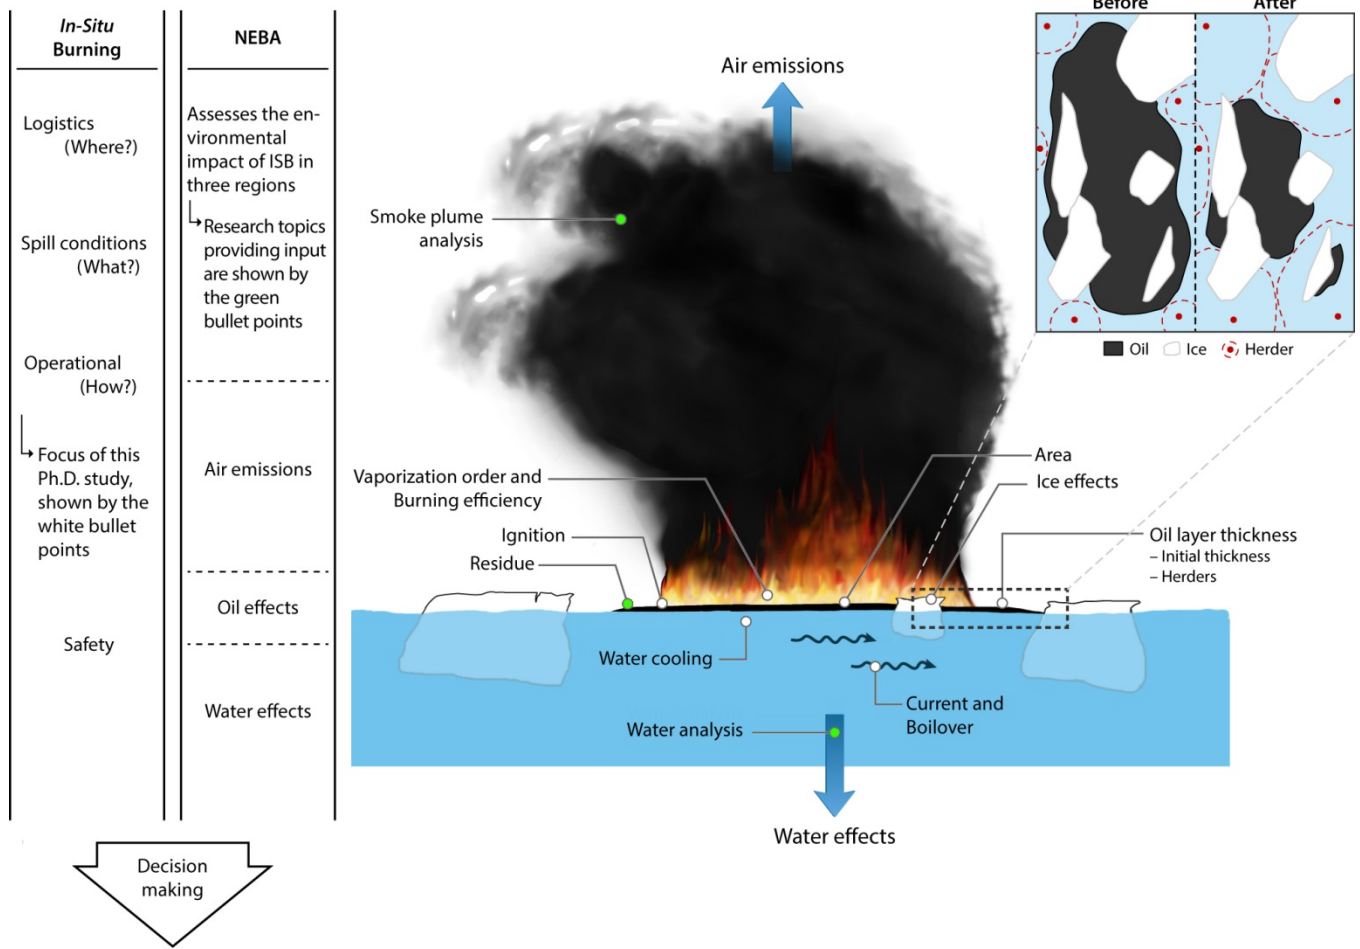 In-Situ
Burning
Logistics
(Where?)
Spill conditions
(What?)
Operational
(How?)
Focus of this
Ph.D. study,
shown by the
white bullet
points
Safety
NEBA
Assesses the en-
vironmental
impact of ISB in
three regions
Research topics
providing input
are shown by
the green
bullet points
Air emissions
Oil effects
Water effects
Decision
making
Air emissions
Smoke plume
analysis
Vaporization order and
Burning efficiency
Ignition
Residue
Water cooling
Water analysis
Water effects
Current and
Boilover
Area
Ice effects
Oil layer thickness
– Initial thickness
– Herders
Before
After
Oil
Ice
Herder